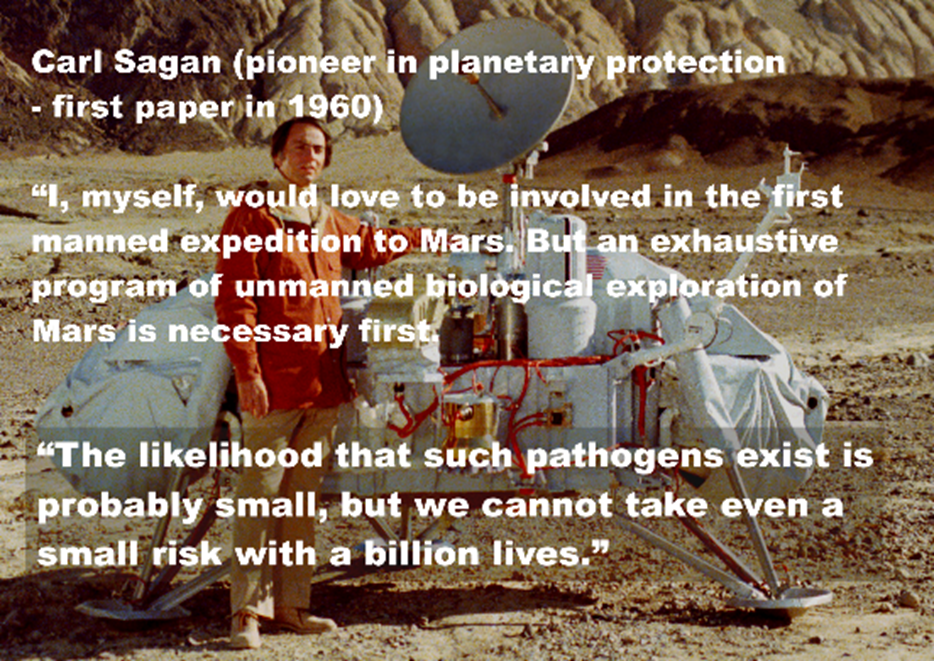 Carl Sagan (pioneer in planetary protection
- first paper in 1960)
“I, myself, would love to be involved in the first
manned expedition to Mars. But an exhaustive
program of unmanned biological exploration of
Mars is necessary first.
“The likelihood that such pathogens exist is
probably small, but we cannot take even a
small risk with a billion lives.”